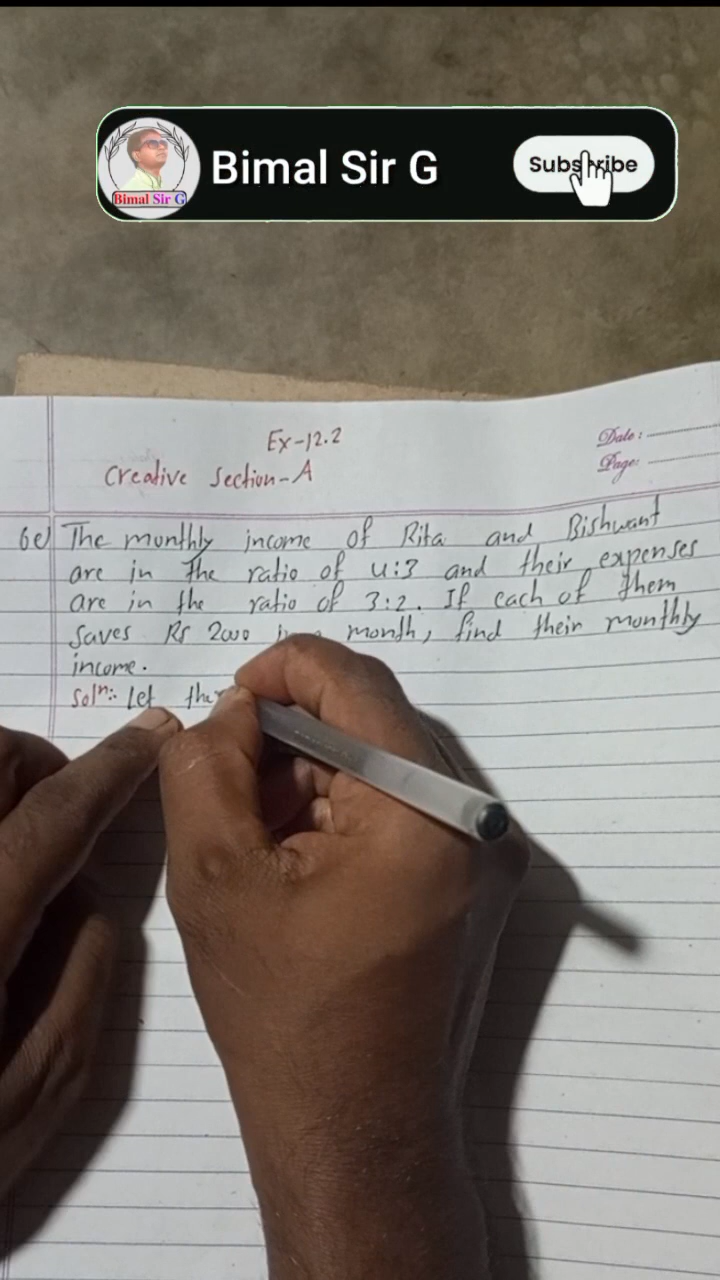 Bimal Sir G
Subscribe
Bimal Sir G
Ex-12.2
Date:
Creative Section-A
Page:
6e) The monthly income of Rita and Bishwant
are in the ratio of 4:3 and their expenses
are in the ratio of 3:2. If each of them
saves Rs 2000 in a month, find their monthly
income.
Solⁿ:- Let the